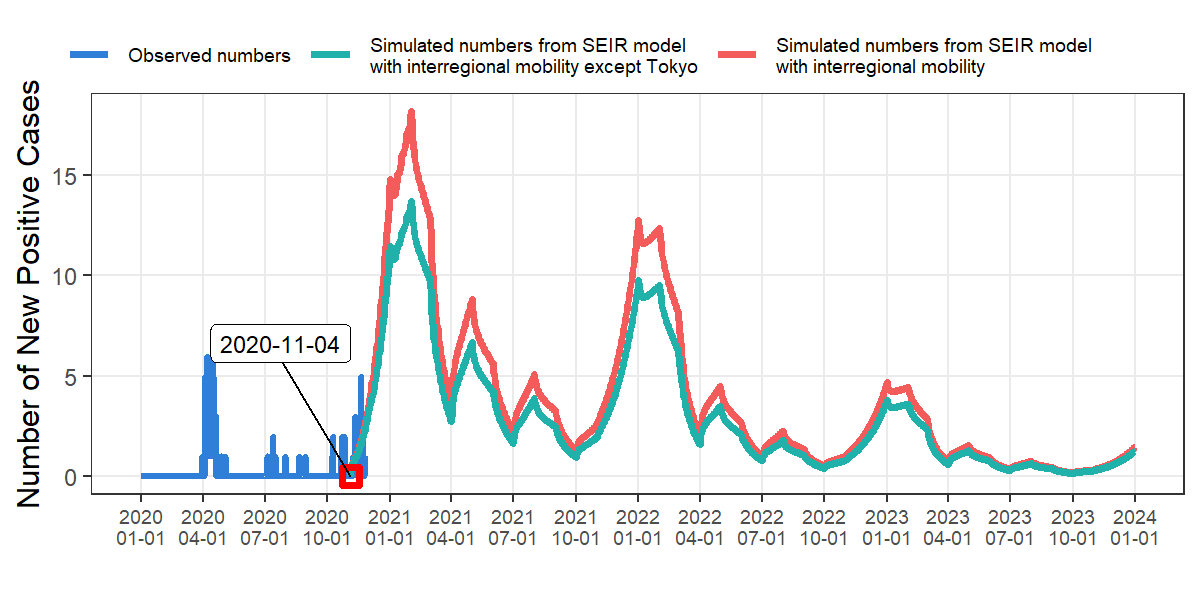 Observed numbers
Simulated numbers from SEIR model
with interregional mobility except Tokyo
Simulated numbers from SEIR model
with interregional mobility
Number of New Positive Cases
15
10
5
0
2020-11-04
2020 2020 2020 2020 2021 2021 2021 2021 2022 2022 2022 2022 2023 2023 2023 2023 2024
01-01 04-01 07-01 10-01 01-01 04-01 07-01 10-01 01-01 04-01 07-01 10-01 01-01 04-01 07-01 10-01 01-01